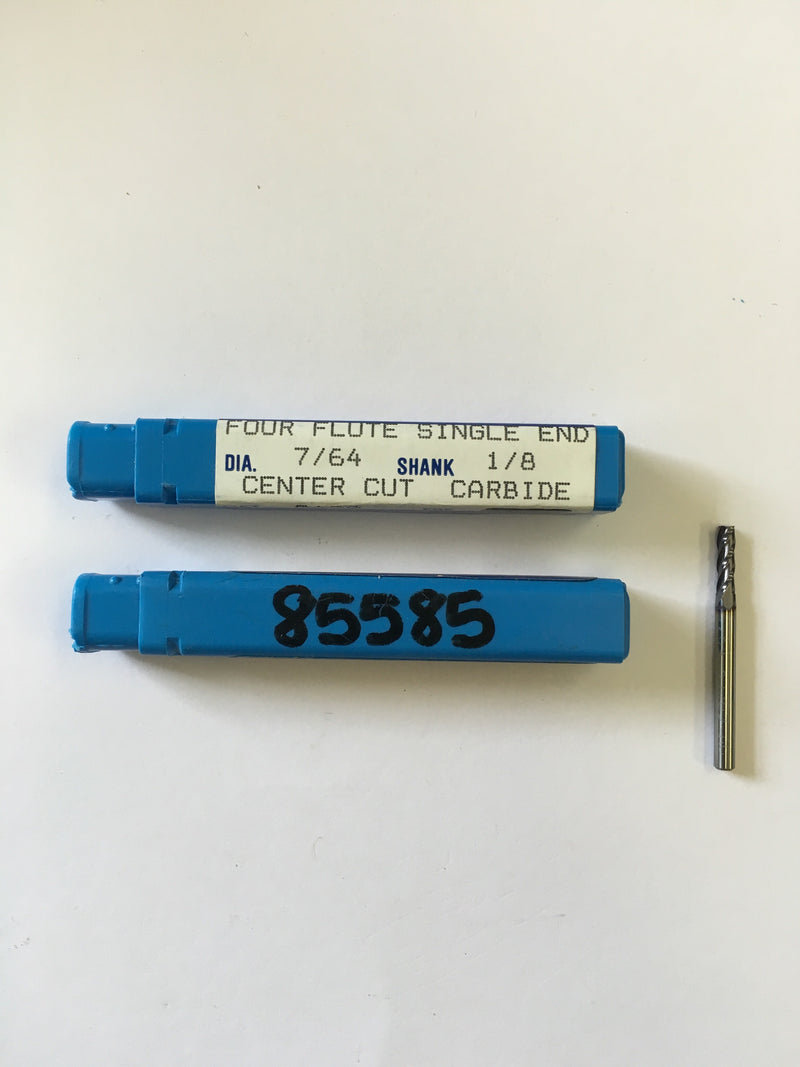 FOUR FLUTE SINGLE END
DIA. 7/64 SHANK 1/8
CENTER CUT CARBIDE
85585